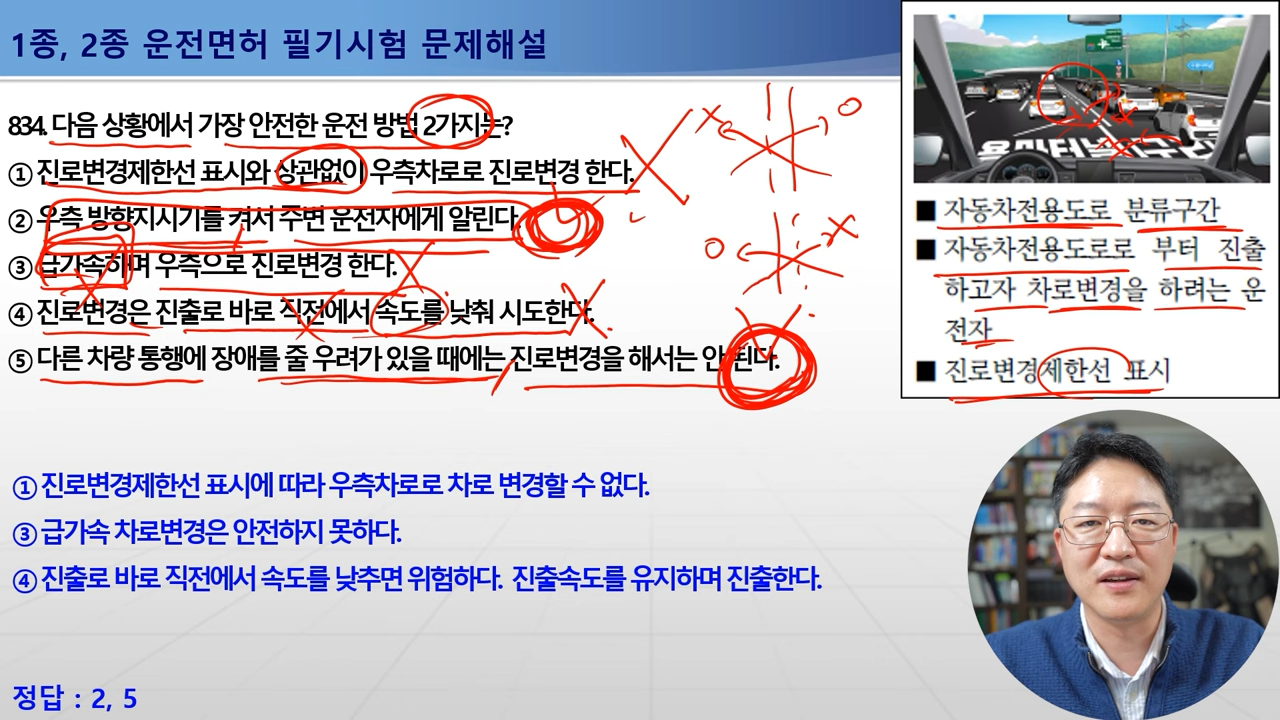 1종, 2종 운전면허 필기시험 문제해설
834. 다음 상황에서 가장 안전한 운전 방법 2가지는?
① 진로변경제한선 표시와 상관없이 우측차로로 진로변경 한다.
② 우측 방향지시기를 켜서 주변 운전자에게 알린다.
③ 급가속하며 우측으로 진로변경 한다.
④ 진로변경은 진출로 바로 직전에서 속도를 낮춰 시도한다.
⑤ 다른 차량 통행에 장애를 줄 우려가 있을 때에는 진로변경을 해서는 안 된다.
■ 자동차전용도로 분류구간
■ 자동차전용도로로 부터 진출
하고자 차로변경을 하려는 운
전자
■ 진로변경제한선 표시
① 진로변경제한선 표시에 따라 우측차로로 차로 변경할 수 없다.
③ 급가속 차로변경은 안전하지 못하다.
④ 진출로 바로 직전에서 속도를 낮추면 위험하다. 진출속도를 유지하며 진출한다.
정답 : 2, 5